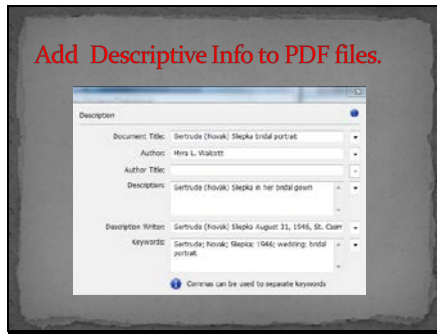 Add Descriptive Info to PDF files.
Description
Document Title: Gertrude (Novak) Slepka bridal portrait
Author: Myra L. Walcott
Author Title:
Description: Gertrude (Novak) Slepka in her bridal gown
Description Writer: Gertrude (Novak) Slepka August 31, 1946, St. Casim
Keywords: Gertrude; Novak; Slepka; 1946; wedding; bridal
portrait
Commas can be used to separate keywords